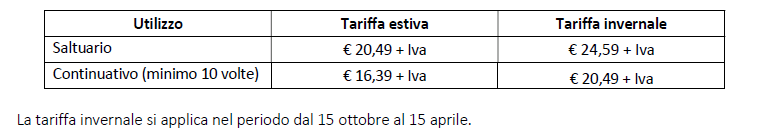 Utilizzo Tariffa estiva Tariffa invernale
Saltuario € 20,49 + Iva € 24,59 + Iva
Continuativo (minimo 10 volte) € 16,39 + Iva € 20,49 + Iva
La tariffa invernale si applica nel periodo dal 15 ottobre al 15 aprile.